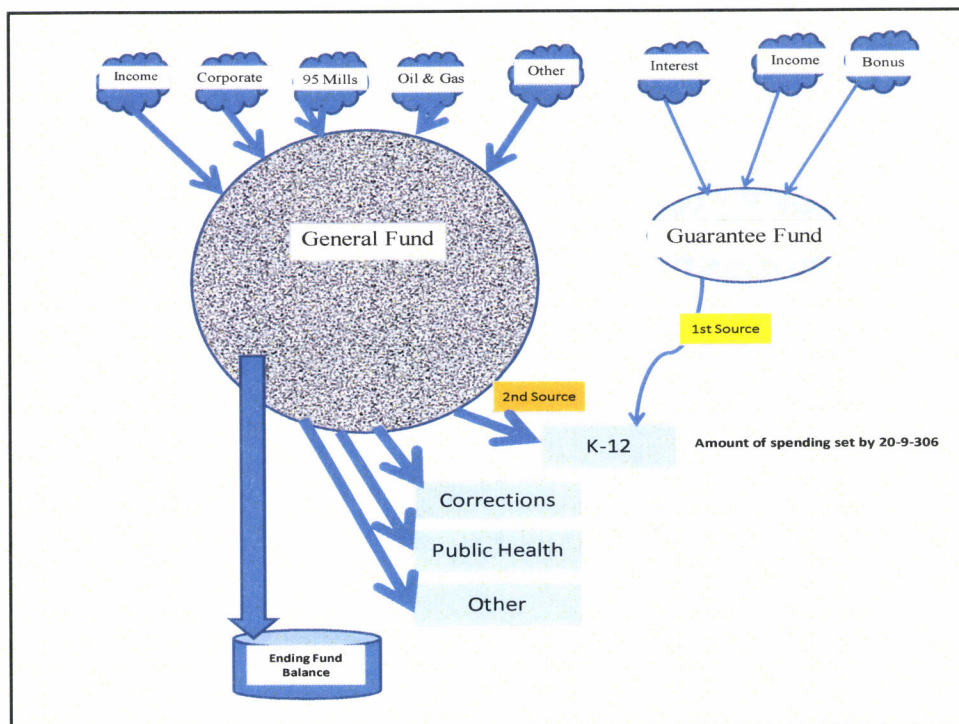 Income
Corporate
95 Mills
Oil & Gas
Other
Interest
Income
Bonus
General Fund
Guarantee Fund
1st Source
2nd Source
K-12
Amount of spending set by 20-9-306
Corrections
Public Health
Other
Ending Fund
Balance